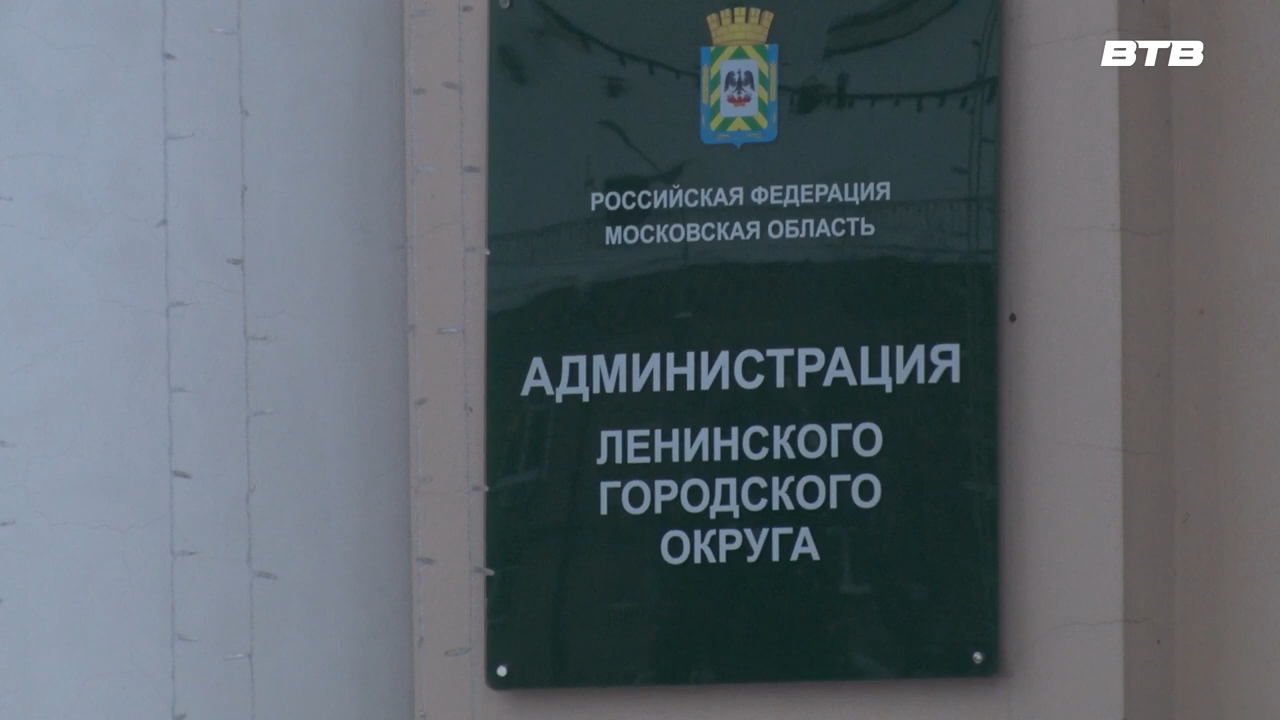 ВТВ
РОССИЙСКАЯ ФЕДЕРАЦИЯ
МОСКОВСКАЯ ОБЛАСТЬ
АДМИНИСТРАЦИЯ
ЛЕНИНСКОГО
ГОРОДСКОГО
ОКРУГА